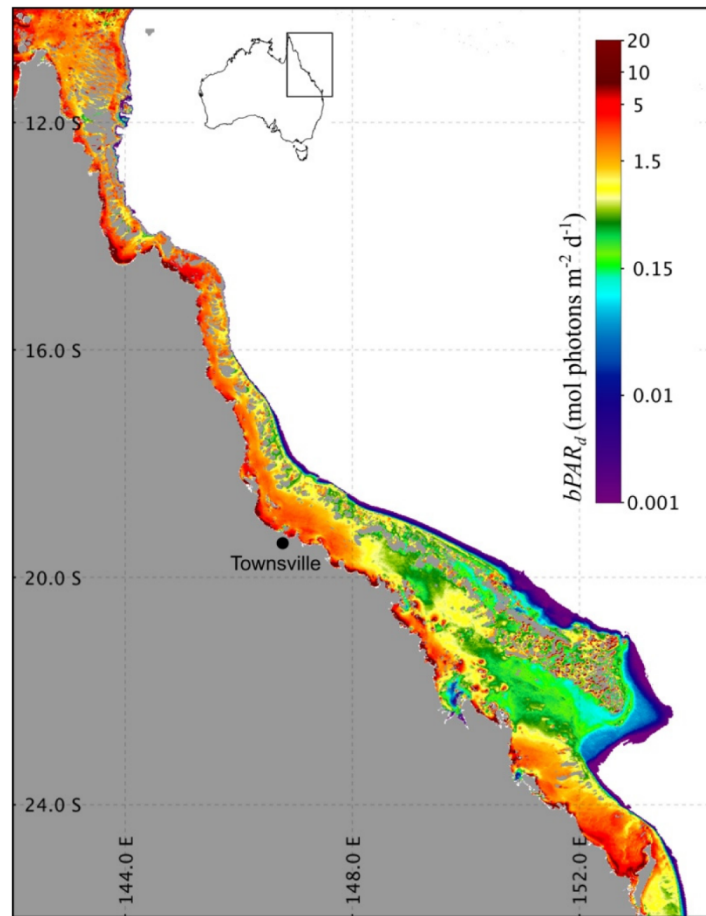 20
10
5
1.5
0.15
0.01
0.001
bPAR_d (mol photons m⁻² d⁻¹)
12.0 S
16.0 S
Townsville
20.0 S
24.0 S
144.0 E
148.0 E
152.0 E